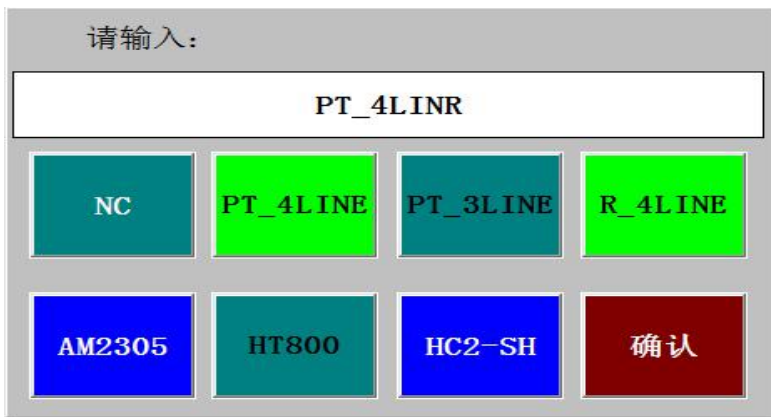 请输入：
PT_4LINR
NC PT_4LINE PT_3LINE R_4LINE
AM2305 HT800 HC2-SH 确认